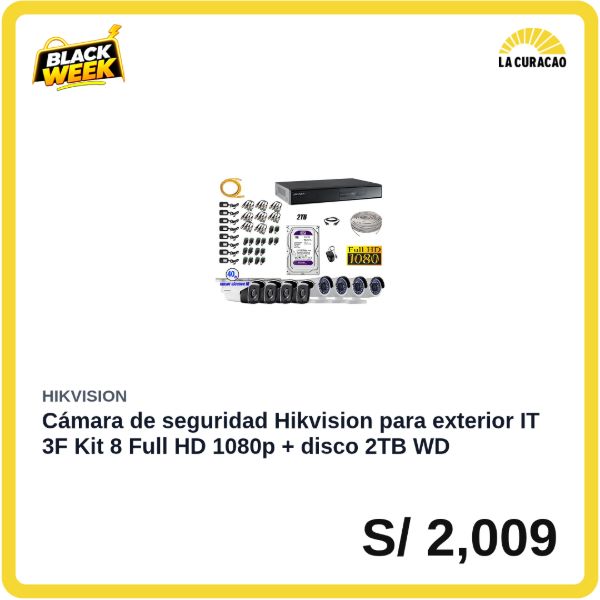 BLACK
WEEK
LA CURACAO
2TB
Full HD
1080
40
HIKVISION
Cámara de seguridad Hikvision para exterior IT
3F Kit 8 Full HD 1080p + disco 2TB WD
S/ 2,009